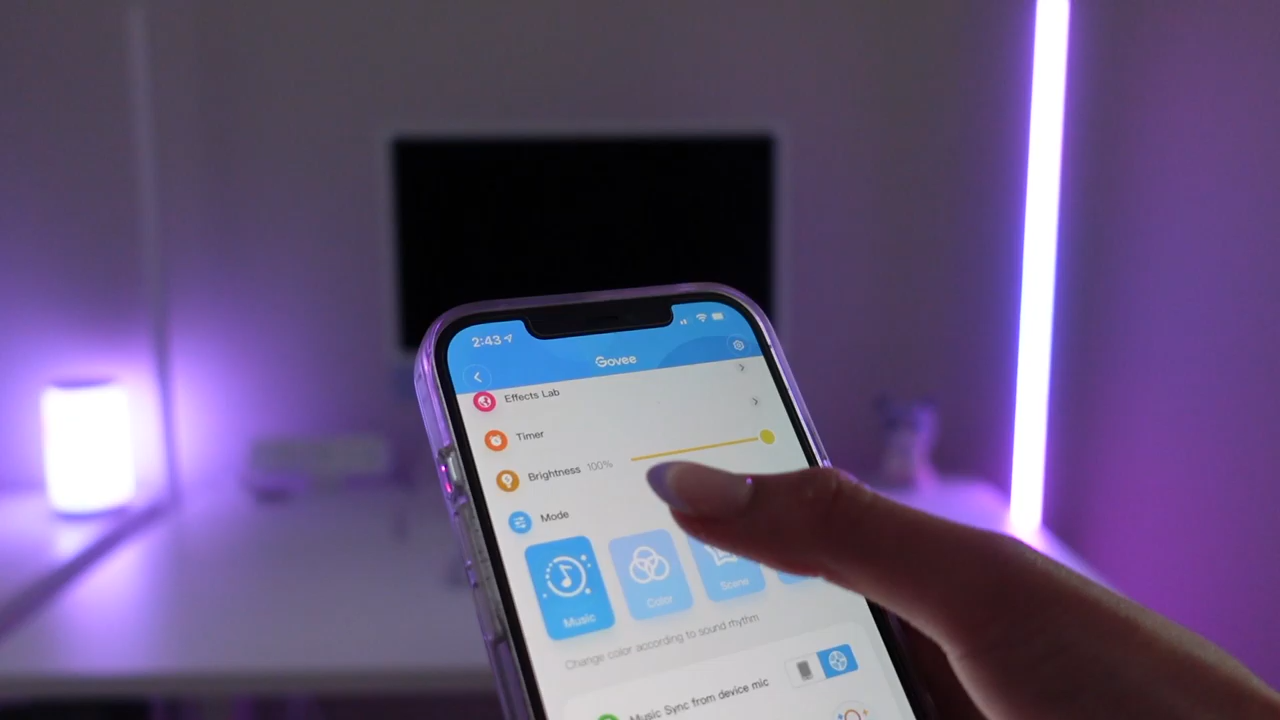 2:43
Govee
Effects Lab
Timer
Brightness 100%
Mode
Music
Color
Scene
Change color according to sound rhythm
Music Sync from device mic